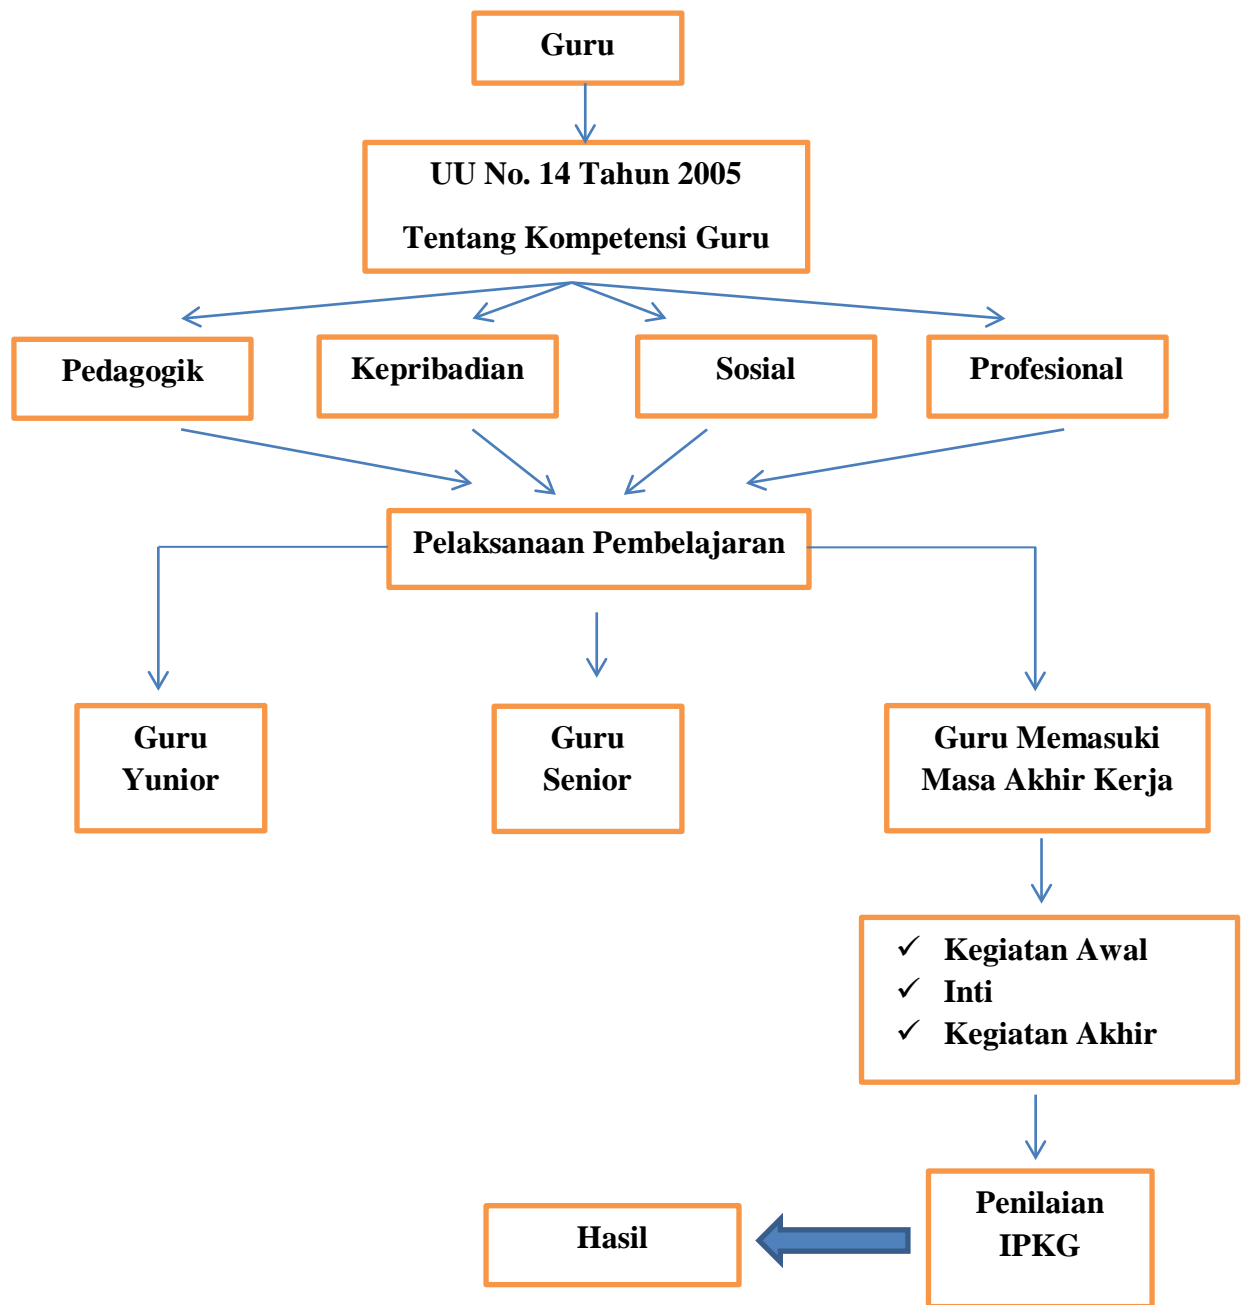 Guru
UU No. 14 Tahun 2005
Tentang Kompetensi Guru
Pedagogik
Kepribadian
Sosial
Profesional
Pelaksanaan Pembelajaran
Guru
Yunior
Guru
Senior
Guru Memasuki
Masa Akhir Kerja
✓ Kegiatan Awal
✓ Inti
✓ Kegiatan Akhir
Penilaian
IPKG
Hasil